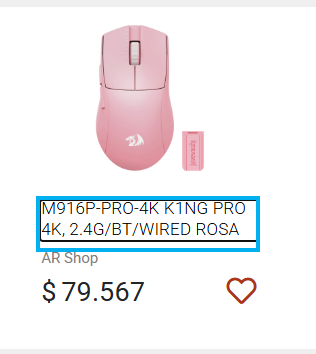 M916P-PRO-4K K1NG PRO
4K, 2.4G/BT/WIRED ROSA
AR Shop
$ 79.567